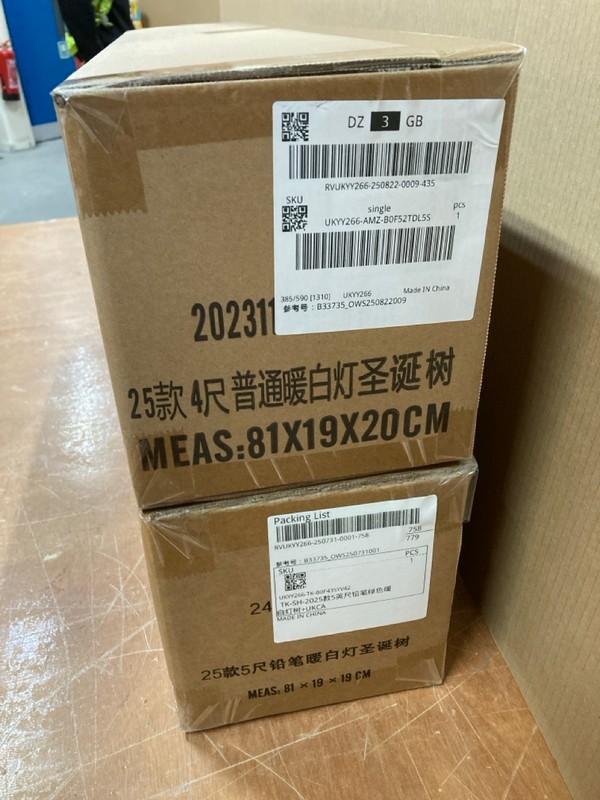 DZ 3 GB
RVUKYY266-250822-0009-435
SKU
single
pcs
UKYY266-AMZ-B0F52TDL5S
1
385/590 [1310] UKYY266 Made IN China
参考号：B33735_OWS250822009
202311
25款 4尺普通暖白灯圣诞树
MEAS:81X19X20CM
Packing List
RVUKYY266-250731-0001-758
758
779
参考号：B33735_OWS250731001
SKU
PCS
1
UKYY266-TK-B0F43SYV42
TK-SH-2025款5英尺铅笔绿色暖
白灯树+UKCA
MADE IN CHINA
24
25款5尺铅笔暖白灯圣诞树
MEAS: 81 × 19 × 19 CM